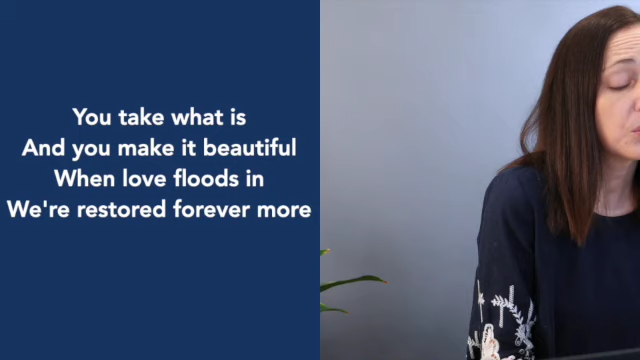 You take what is
And you make it beautiful
When love floods in
We're restored forever more